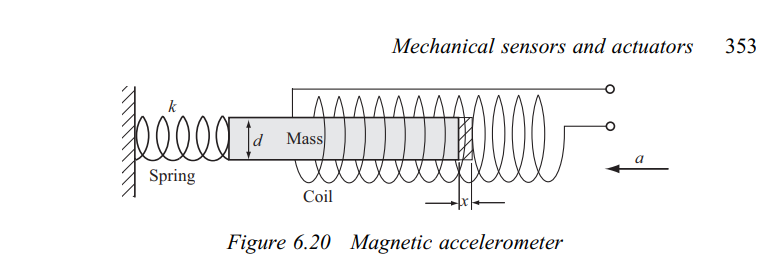 Mechanical sensors and actuators 353
k
d
Mass
a
Spring
Coil
x
Figure 6.20 Magnetic accelerometer